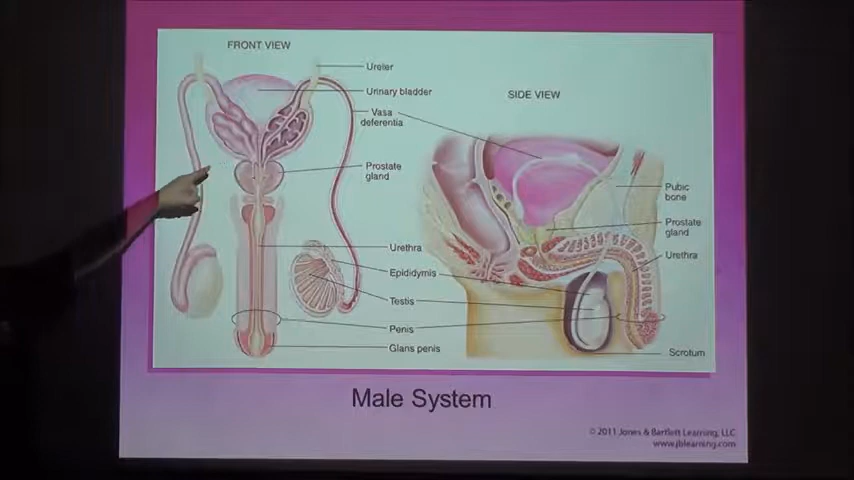 FRONT VIEW
Ureter
Urinary bladder
Vasa
deferentia
Prostate
gland
Urethra
Epididymis
Testis
Penis
Glans penis
SIDE VIEW
Pubic
bone
Prostate
gland
Urethra
Scrotum
Male System
© 2011 Jones & Bartlett Learning, LLC
www.jblearning.com